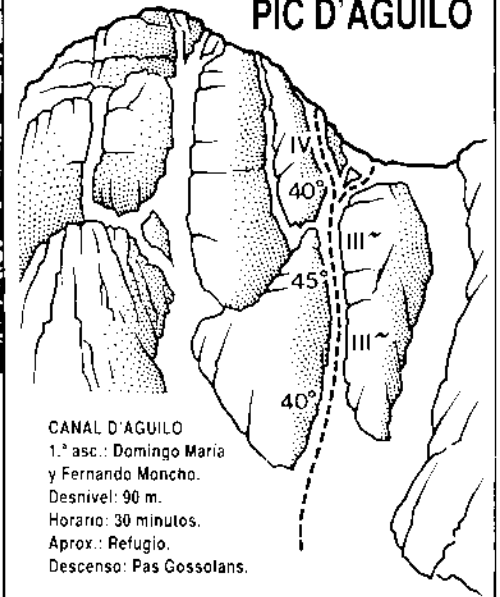 PIC D'AGUILO
IV
40°
III~
45°
III~
40°
CANAL D'AGUILO
1.ª asc.: Domingo María
y Fernando Moncho.
Desnivel: 90 m.
Horario: 30 minutos.
Aprox.: Refugio.
Descenso: Pas Gossolans.